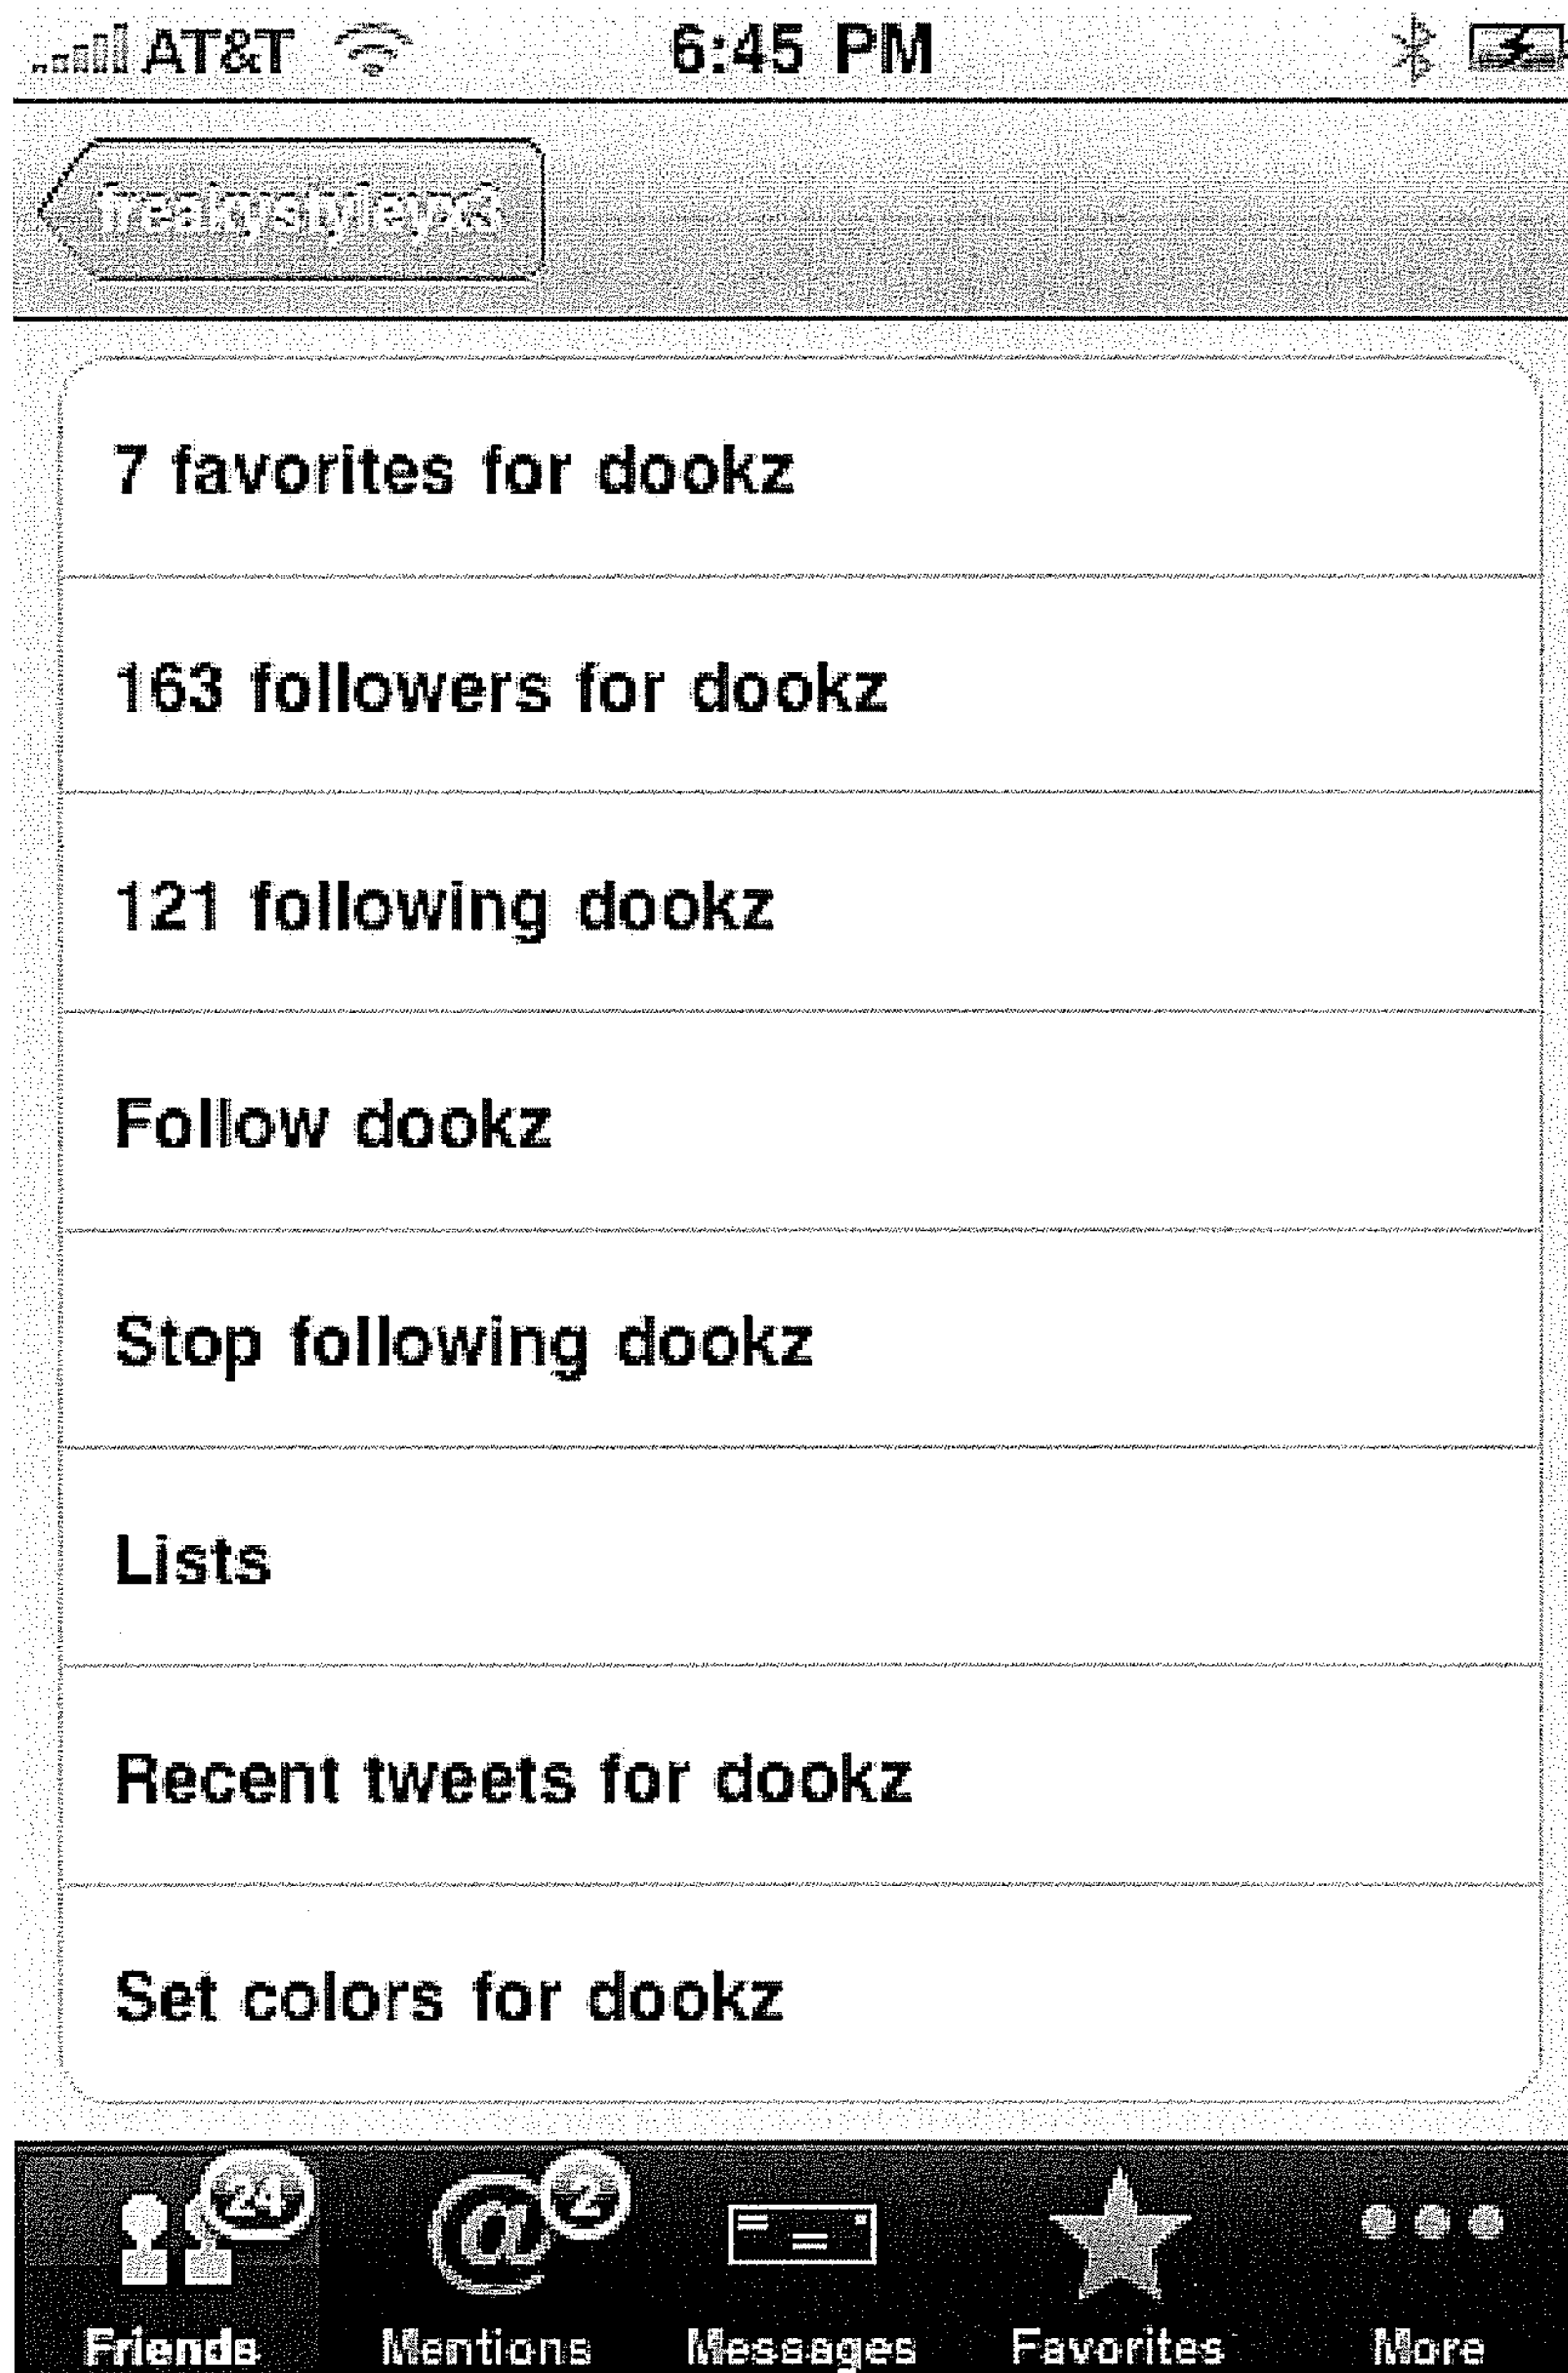 AT&T 6:45 PM
freakystyleyx3
7 favorites for dookz
163 followers for dookz
121 following dookz
Follow dookz
Stop following dookz
Lists
Recent tweets for dookz
Set colors for dookz
24 @ 2
Friends Mentions Messages Favorites More